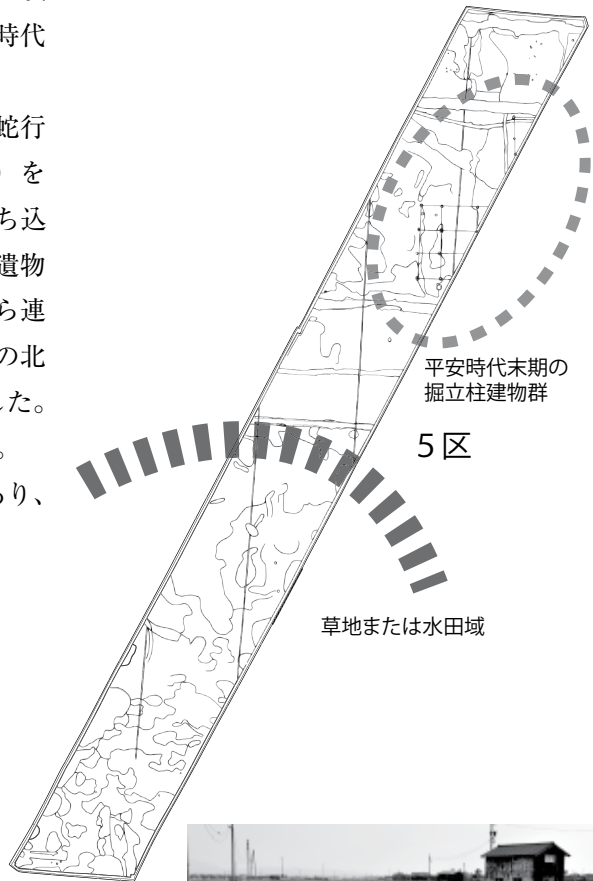 時代
蛇行
）を
ち込
遺物
ら連
の北
した。
。
あり、
平安時代末期の
掘立柱建物群
5区
草地または水田域